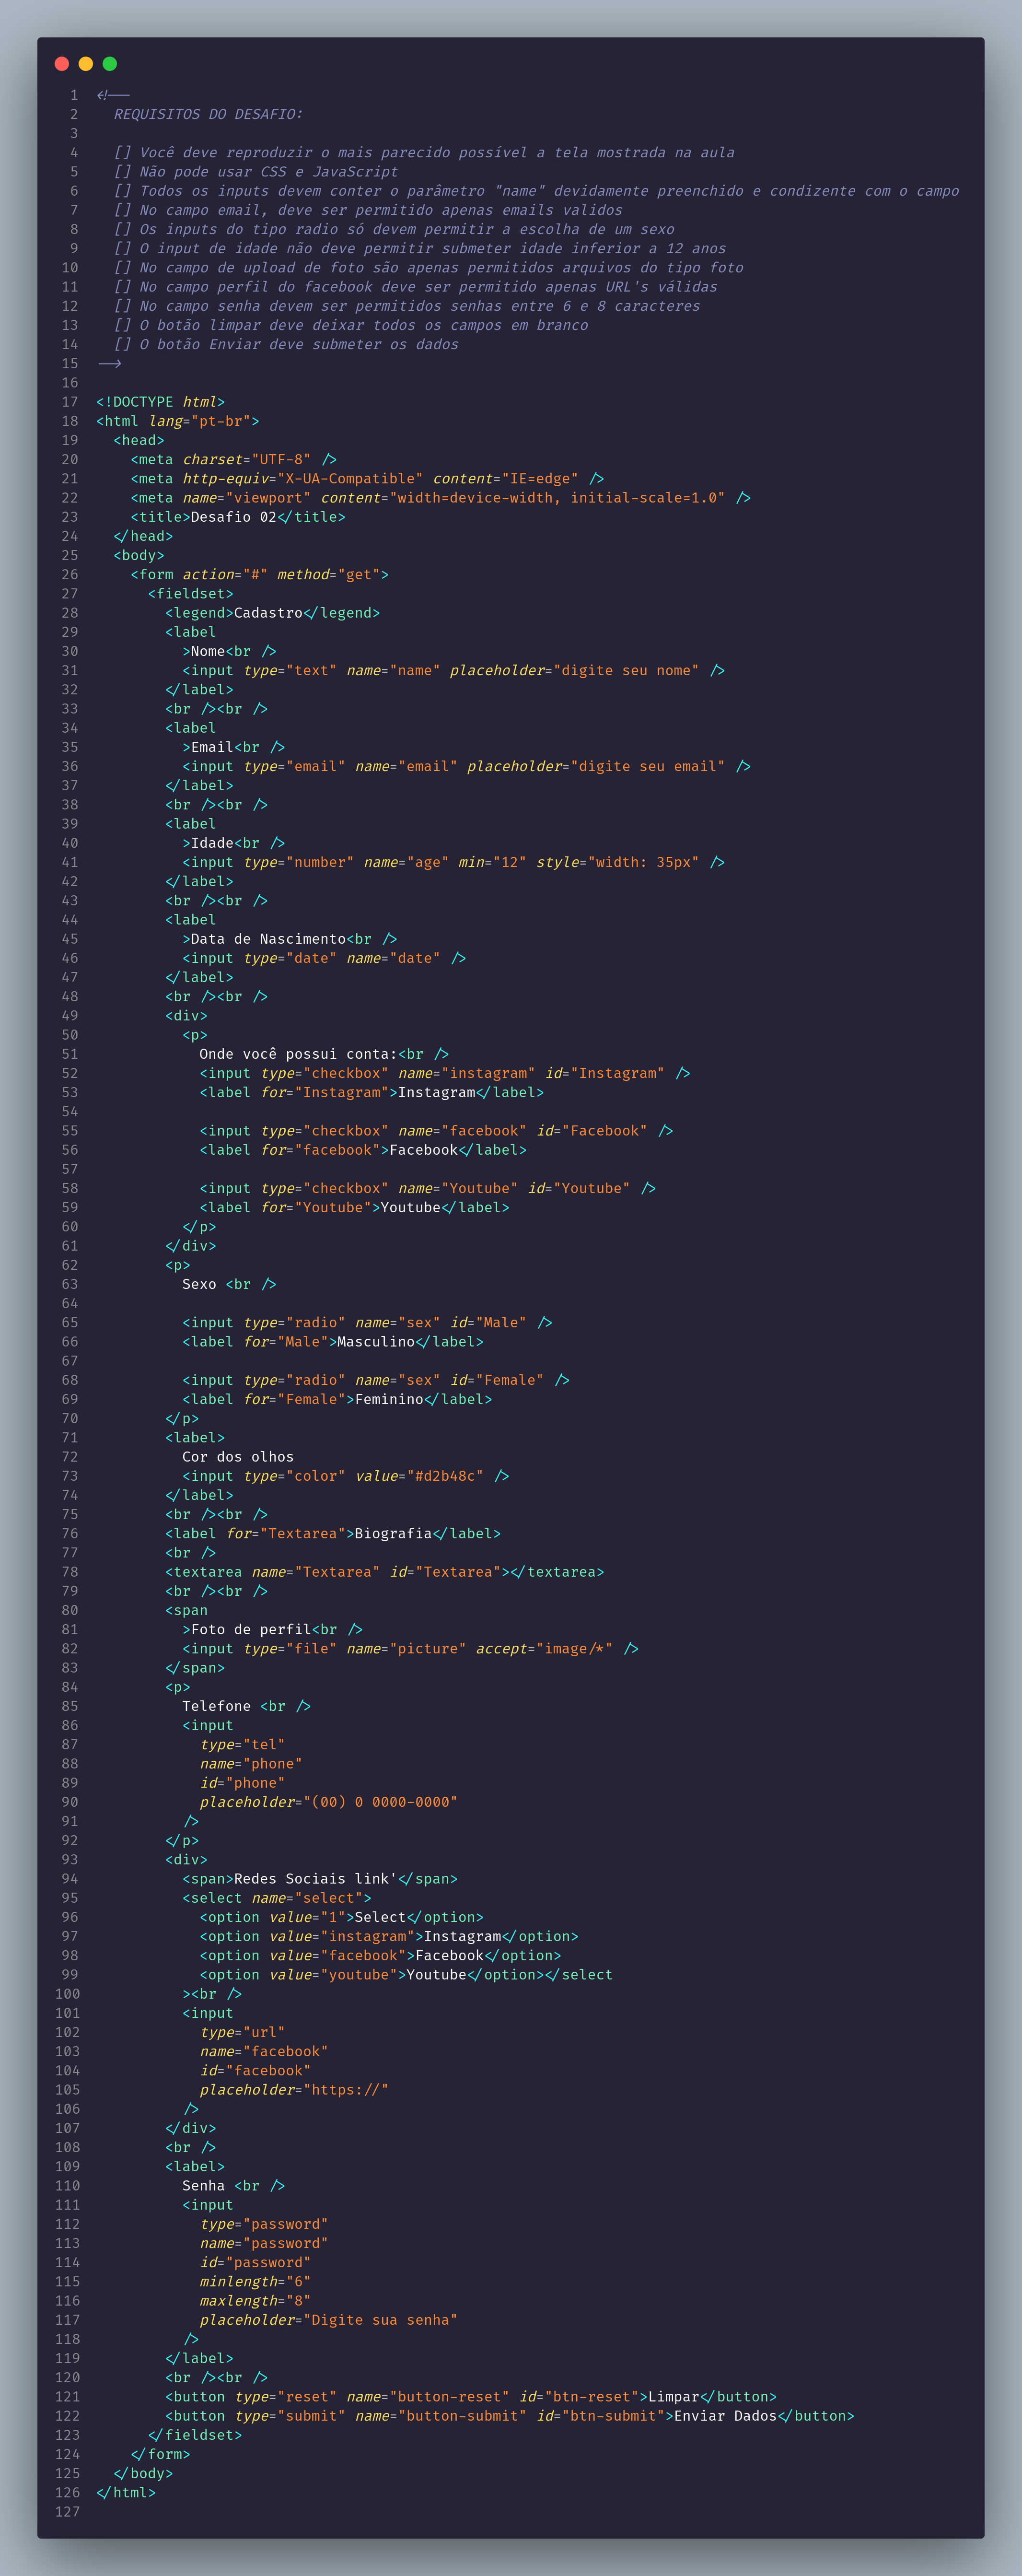 1 <!--
2   REQUISITOS DO DESAFIO:
3
4   [] Você deve reproduzir o mais parecido possível a tela mostrada na aula
5   [] Não pode usar CSS e JavaScript
6   [] Todos os inputs devem conter o parâmetro "name" devidamente preenchido e condizente com o campo
7   [] No campo email, deve ser permitido apenas emails validos
8   [] Os inputs do tipo radio só devem permitir a escolha de um sexo
9   [] O input de idade não deve permitir submeter idade inferior a 12 anos
10   [] No campo de upload de foto são apenas permitidos arquivos do tipo foto
11   [] No campo perfil do facebook deve ser permitido apenas URL's válidas
12   [] No campo senha devem ser permitidos senhas entre 6 e 8 caracteres
13   [] O botão limpar deve deixar todos os campos em branco
14   [] O botão Enviar deve submeter os dados
15 -->
16
17 <!DOCTYPE html>
18 <html lang="pt-br">
19   <head>
20     <meta charset="UTF-8" />
21     <meta http-equiv="X-UA-Compatible" content="IE=edge" />
22     <meta name="viewport" content="width=device-width, initial-scale=1.0" />
23     <title>Desafio 02</title>
24   </head>
25   <body>
26     <form action="#" method="get">
27       <fieldset>
28         <legend>Cadastro</legend>
29         <label
30           >Nome<br />
31           <input type="text" name="name" placeholder="digite seu nome" />
32         </label>
33         <br /><br />
34         <label
35           >Email<br />
36           <input type="email" name="email" placeholder="digite seu email" />
37         </label>
38         <br /><br />
39         <label
40           >Idade<br />
41           <input type="number" name="age" min="12" style="width: 35px" />
42         </label>
43         <br /><br />
44         <label
45           >Data de Nascimento<br />
46           <input type="date" name="date" />
47         </label>
48         <br /><br />
49         <div>
50           <p>
51             Onde você possui conta:<br />
52             <input type="checkbox" name="instagram" id="Instagram" />
53             <label for="Instagram">Instagram</label>
54
55             <input type="checkbox" name="facebook" id="Facebook" />
56             <label for="facebook">Facebook</label>
57
58             <input type="checkbox" name="Youtube" id="Youtube" />
59             <label for="Youtube">Youtube</label>
60           </p>
61         </div>
62         <p>
63           Sexo <br />
64
65           <input type="radio" name="sex" id="Male" />
66           <label for="Male">Masculino</label>
67
68           <input type="radio" name="sex" id="Female" />
69           <label for="Female">Feminino</label>
70         </p>
71         <label>
72           Cor dos olhos
73           <input type="color" value="#d2b48c" />
74         </label>
75         <br /><br />
76         <label for="Textarea">Biografia</label>
77         <br />
78         <textarea name="Textarea" id="Textarea"></textarea>
79         <br /><br />
80         <span
81           >Foto de perfil<br />
82           <input type="file" name="picture" accept="image/*" />
83         </span>
84         <p>
85           Telefone <br />
86           <input
87             type="tel"
88             name="phone"
89             id="phone"
90             placeholder="(00) 0 0000-0000"
91           />
92         </p>
93         <div>
94           <span>Redes Sociais link'</span>
95           <select name="select">
96             <option value="1">Select</option>
97             <option value="instagram">Instagram</option>
98             <option value="facebook">Facebook</option>
99             <option value="youtube">Youtube</option></select
100           ><br />
101           <input
102             type="url"
103             name="facebook"
104             id="facebook"
105             placeholder="https://"
106           />
107         </div>
108         <br />
109         <label>
110           Senha <br />
111           <input
112             type="password"
113             name="password"
114             id="password"
115             minlength="6"
116             maxlength="8"
117             placeholder="Digite sua senha"
118           />
119         </label>
120         <br /><br />
121         <button type="reset" name="button-reset" id="btn-reset">Limpar</button>
122         <button type="submit" name="button-submit" id="btn-submit">Enviar Dados</button>
123       </fieldset>
124     </form>
125   </body>
126 </html>
127